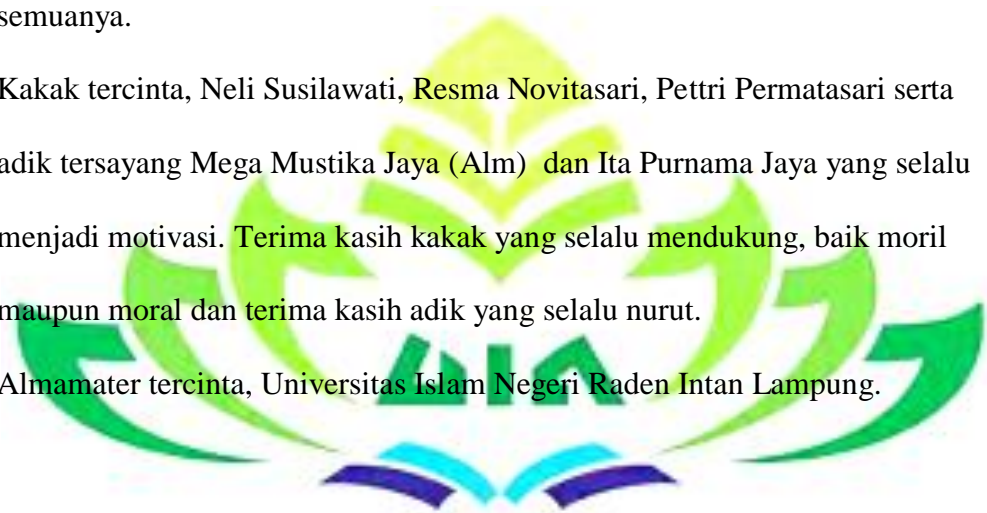 semuanya.
Kakak tercinta, Neli Susilawati, Resma Novitasari, Pettri Permatasari serta
adik tersayang Mega Mustika Jaya (Alm) dan Ita Purnama Jaya yang selalu
menjadi motivasi. Terima kasih kakak yang selalu mendukung, baik moril
maupun moral dan terima kasih adik yang selalu nurut.
Almamater tercinta, Universitas Islam Negeri Raden Intan Lampung.